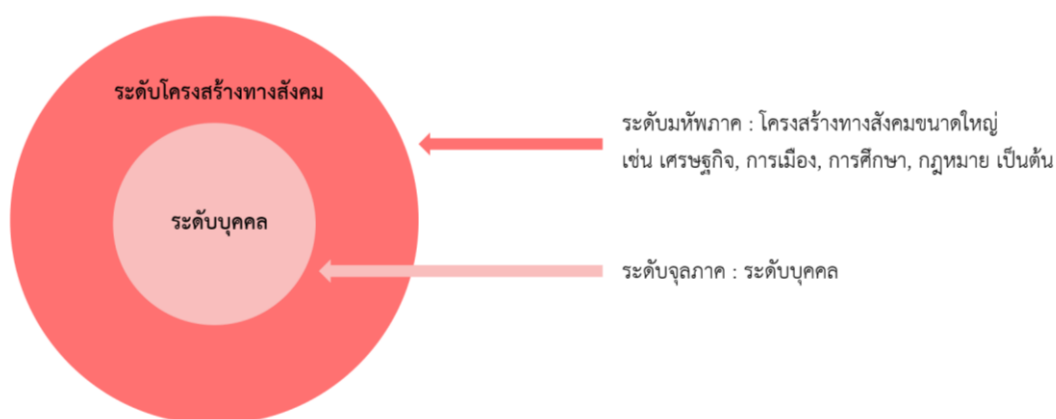 ระดับโครงสร้างทางสังคม
ระดับบุคคล
ระดับมหัพภาค : โครงสร้างทางสังคมขนาดใหญ่
เช่น เศรษฐกิจ, การเมือง, การศึกษา, กฎหมาย เป็นต้น
ระดับจุลภาค : ระดับบุคคล